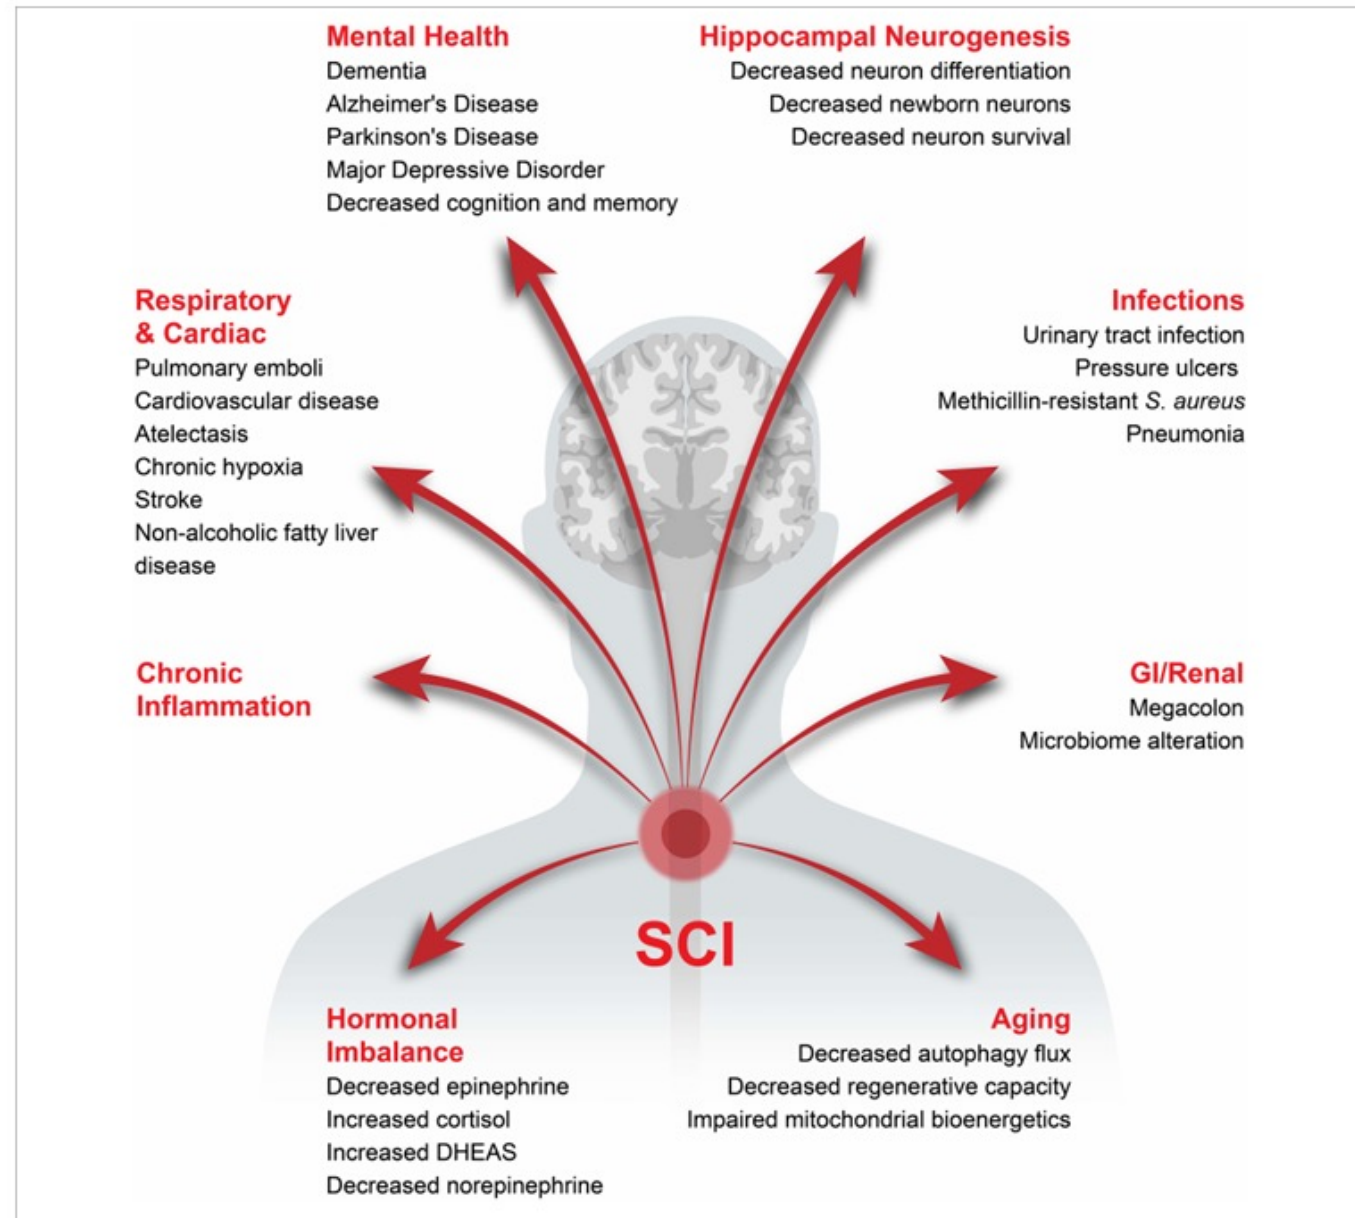 Mental Health
Dementia
Alzheimer's Disease
Parkinson's Disease
Major Depressive Disorder
Decreased cognition and memory
Hippocampal Neurogenesis
Decreased neuron differentiation
Decreased newborn neurons
Decreased neuron survival
Respiratory
& Cardiac
Pulmonary emboli
Cardiovascular disease
Atelectasis
Chronic hypoxia
Stroke
Non-alcoholic fatty liver
disease
Infections
Urinary tract infection
Pressure ulcers
Methicillin-resistant S. aureus
Pneumonia
Chronic
Inflammation
GI/Renal
Megacolon
Microbiome alteration
SCI
Hormonal
Imbalance
Decreased epinephrine
Increased cortisol
Increased DHEAS
Decreased norepinephrine
Aging
Decreased autophagy flux
Decreased regenerative capacity
Impaired mitochondrial bioenergetics